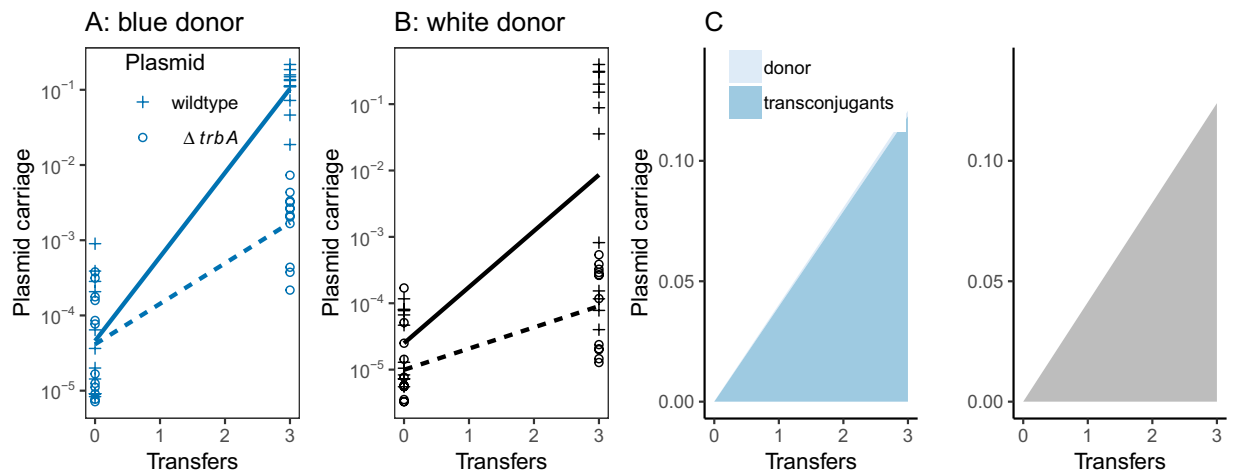 A: blue donor
B: white donor
C
Plasmid
wildtype
Δ trbA
donor
transconjugants
Plasmid carriage
10⁻¹
10⁻²
10⁻³
10⁻⁴
10⁻⁵
0 1 2 3
Transfers
Plasmid carriage
10⁻¹
10⁻²
10⁻³
10⁻⁴
10⁻⁵
0 1 2 3
Transfers
Plasmid carriage
0.10
0.05
0.00
0 1 2 3
Transfers
0.10
0.05
0.00
0 1 2 3
Transfers